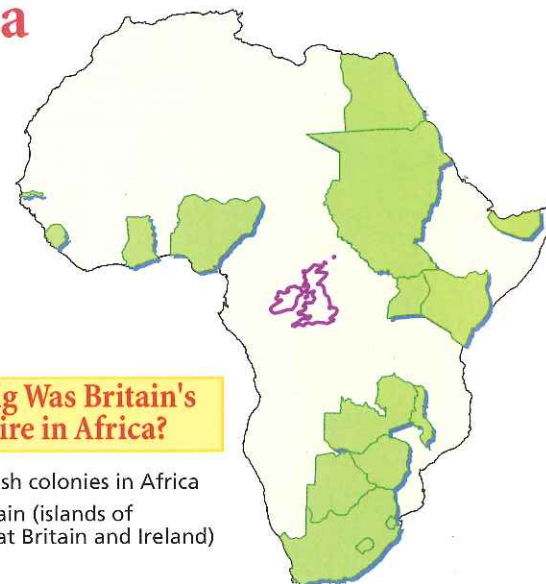 a
g Was Britain's
ire in Africa?
sh colonies in Africa
ain (islands of
at Britain and Ireland)